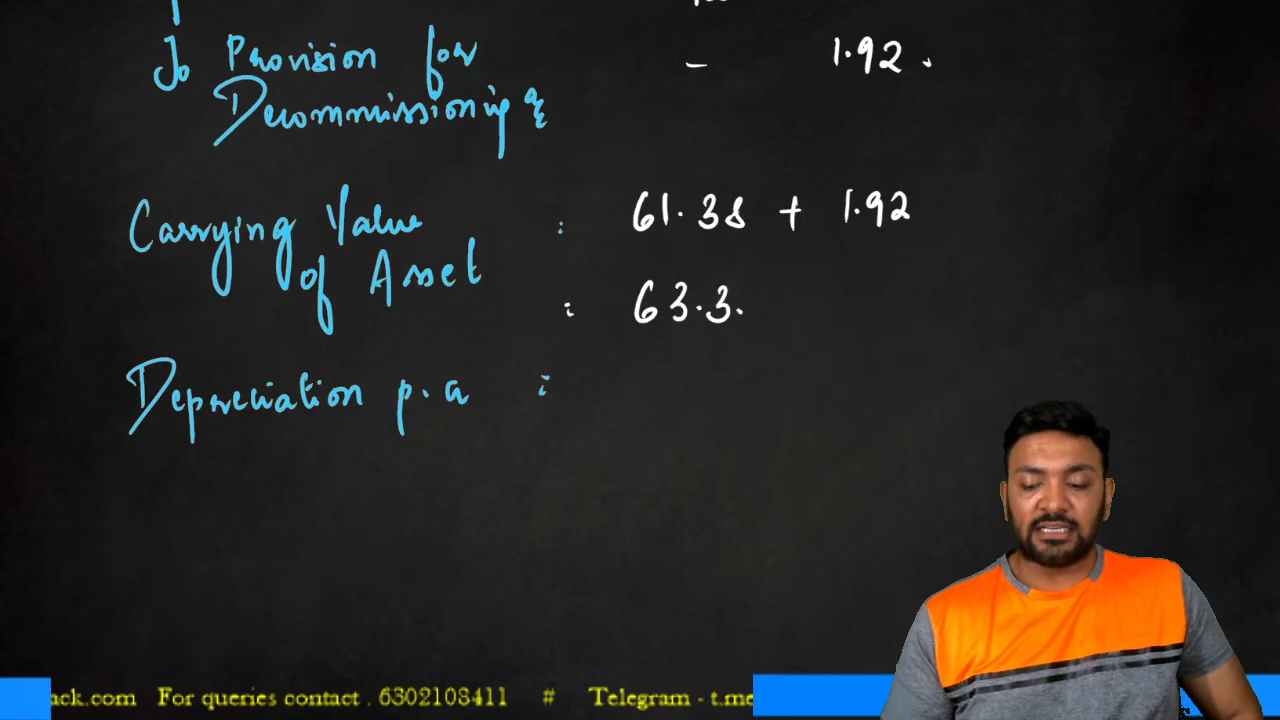 To Provision for - 1.92.
Decommissioning &
Carrying Value : 61.38 + 1.92
of Asset
: 63.3.
Depreciation p.a :
ack.com For queries contact . 6302108411 # Telegram - t.me